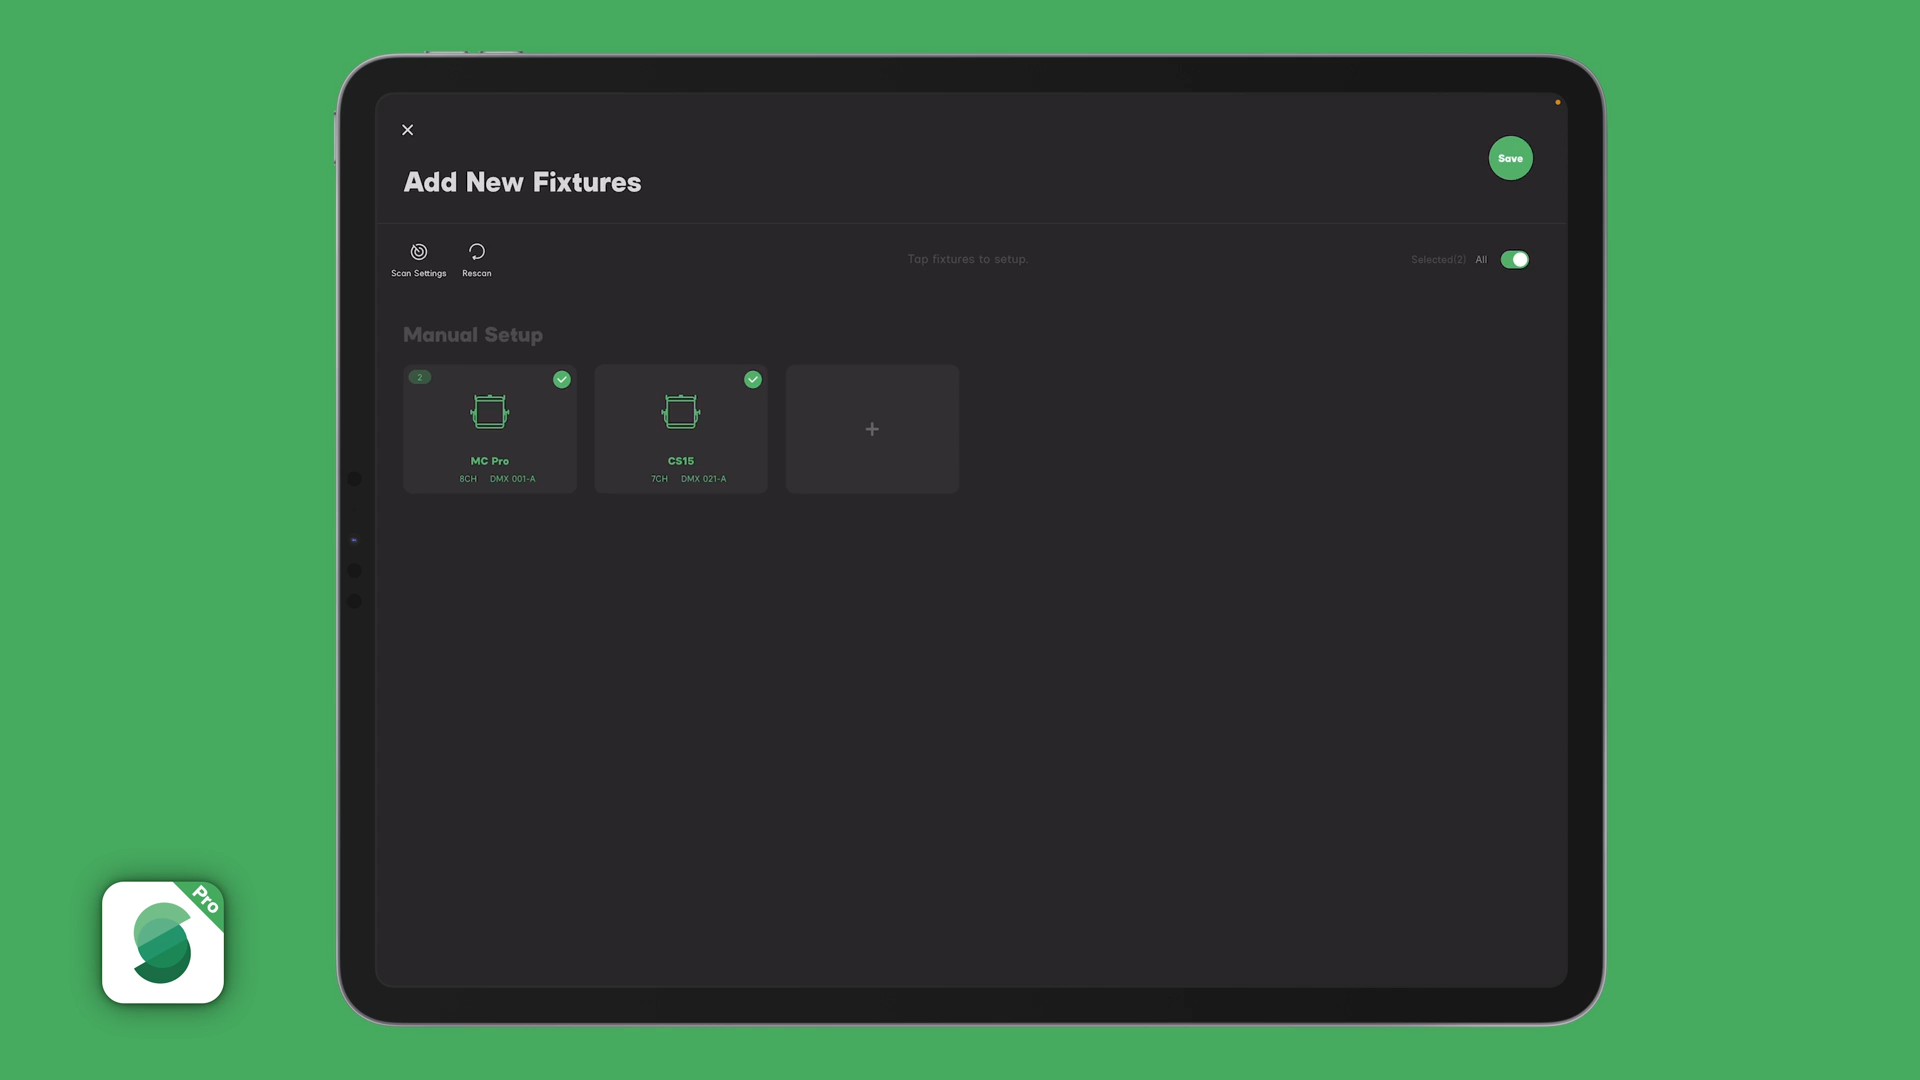 Add New Fixtures
Save
Scan Settings
Rescan
Tap fixtures to setup.
Selected(2) All
Manual Setup
2
MC Pro
8CH DMX 001-A
CS15
7CH DMX 021-A
+
Pro